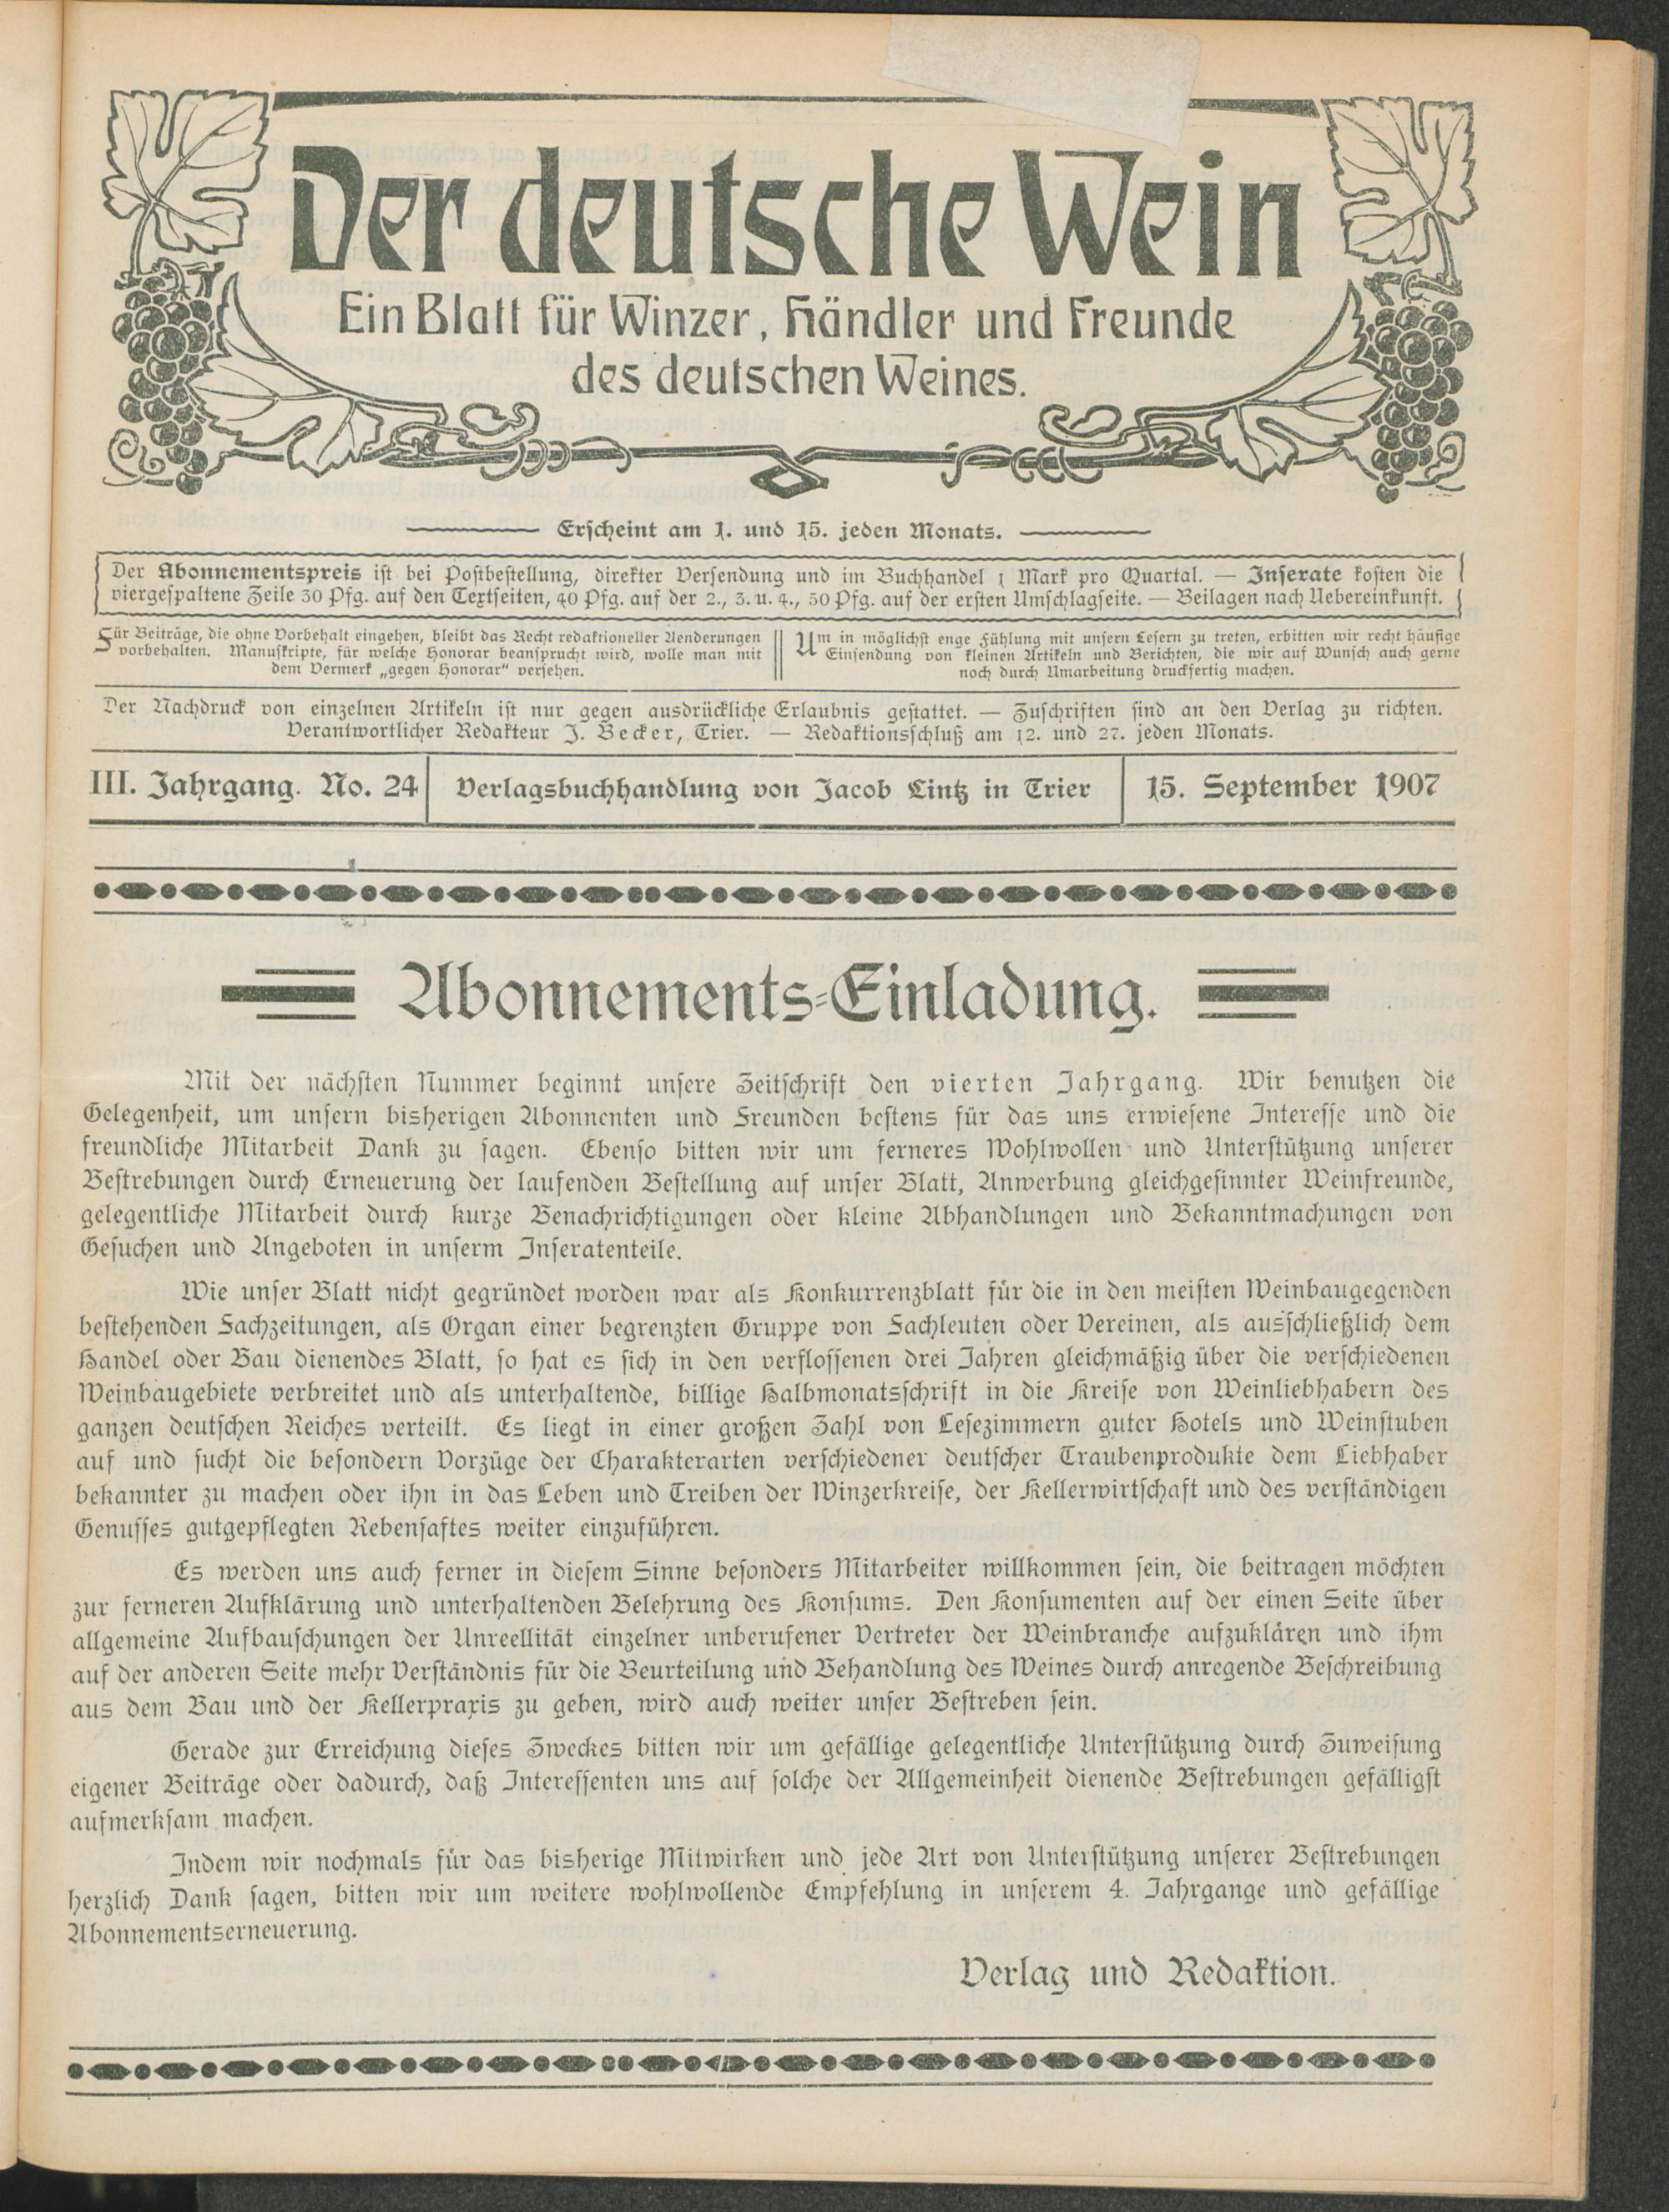 Der deutsche Wein
Ein Blatt für Winzer, Händler und Freunde
des deutschen Weines.
Erscheint am 1. und 15. jeden Monats.
Der Abonnementspreis ist bei Postbestellung, direkter Versendung und im Buchhandel 1 Mark pro Quartal. — Inserate kosten die
viergespaltene Zeile 30 Pfg. auf den Textseiten, 40 Pfg. auf der 2., 3. u. 4., 50 Pfg. auf der ersten Umschlagseite. — Beilagen nach Uebereinkunft.
Für Beiträge, die ohne Vorbehalt eingehen, bleibt das Recht redaktioneller Aenderungen
vorbehalten. Manuskripte, für welche Honorar beansprucht wird, wolle man mit
dem Vermerk „gegen Honorar“ versehen.
Um in möglichst enge Fühlung mit unsern Lesern zu treten, erbitten wir recht häufige
Einsendung von kleinen Artikeln und Berichten, die wir auf Wunsch auch gerne
noch durch Umarbeitung druckfertig machen.
Der Nachdruck von einzelnen Artikeln ist nur gegen ausdrückliche Erlaubnis gestattet. — Zuschriften sind an den Verlag zu richten.
Verantwortlicher Redakteur J. Becker, Trier. — Redaktionsschluß am 12. und 27. jeden Monats.
III. Jahrgang. No. 24
Verlagsbuchhandlung von Jacob Lintz in Trier
15. September 1907
Abonnements-Einladung.
Mit der nächsten Nummer beginnt unsere Zeitschrift den vierten Jahrgang. Wir benutzen die
Gelegenheit, um unsern bisherigen Abonnenten und Freunden bestens für das uns erwiesene Interesse und die
freundliche Mitarbeit Dank zu sagen. Ebenso bitten wir um ferneres Wohlwollen und Unterstützung unserer
Bestrebungen durch Erneuerung der laufenden Bestellung auf unser Blatt, Anwerbung gleichgesinnter Weinfreunde,
gelegentliche Mitarbeit durch kurze Benachrichtigungen oder kleine Abhandlungen und Bekanntmachungen von
Gesuchen und Angeboten in unserm Inseratenteile.
Wie unser Blatt nicht gegründet worden war als Konkurrenzblatt für die in den meisten Weinbaugegenden
bestehenden Fachzeitungen, als Organ einer begrenzten Gruppe von Fachleuten oder Vereinen, als ausschließlich dem
Handel oder Bau dienendes Blatt, so hat es sich in den verflossenen drei Jahren gleichmäßig über die verschiedenen
Weinbaugebiete verbreitet und als unterhaltende, billige Halbmonatsschrift in die Kreise von Weinliebhabern des
ganzen deutschen Reiches verteilt. Es liegt in einer großen Zahl von Lesezimmern guter Hotels und Weinstuben
auf und sucht die besondern Vorzüge der Charakterarten verschiedener deutscher Traubenprodukte dem Liebhaber
bekannter zu machen oder ihn in das Leben und Treiben der Winzerkreise, der Kellerwirtschaft und des verständigen
Genusses gutgepflegten Rebensaftes weiter einzuführen.
Es werden uns auch ferner in diesem Sinne besonders Mitarbeiter willkommen sein, die beitragen möchten
zur ferneren Aufklärung und unterhaltenden Belehrung des Konsums. Den Konsumenten auf der einen Seite über
allgemeine Aufbauschungen der Unreellität einzelner unberufener Vertreter der Weinbranche aufzuklären und ihm
auf der anderen Seite mehr Verständnis für die Beurteilung und Behandlung des Weines durch anregende Beschreibung
aus dem Bau und der Kellerpraxis zu geben, wird auch weiter unser Bestreben sein.
Gerade zur Erreichung dieses Zweckes bitten wir um gefällige gelegentliche Unterstützung durch Zuweisung
eigener Beiträge oder dadurch, daß Interessenten uns auf solche der Allgemeinheit dienende Bestrebungen gefälligst
aufmerksam machen.
Indem wir nochmals für das bisherige Mitwirken und jede Art von Unterstützung unserer Bestrebungen
herzlich Dank sagen, bitten wir um weitere wohlwollende Empfehlung in unserem 4. Jahrgange und gefällige
Abonnementserneuerung.
Verlag und Redaktion.